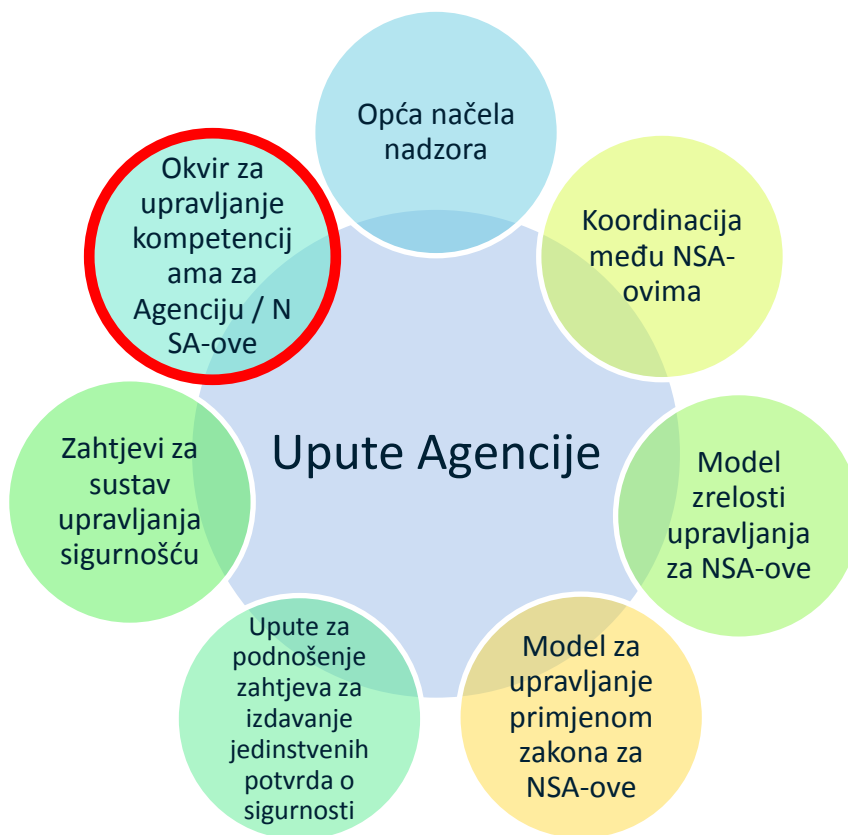 Opća načela
nadzora
Koordinacija
među NSA-
ovima
Model
zrelosti
upravljanja
za NSA-ove
Model za
upravljanje
primjenom
zakona za
NSA-ove
Upute za
podnošenje
zahtjeva za
izdavanje
jedinstvenih
potvrda o
sigurnosti
Zahtjevi za
sustav
upravljanja
sigurnošću
Okvir za
upravljanje
kompetencij
ama za
Agenciju / N
SA-ove
Upute Agencije